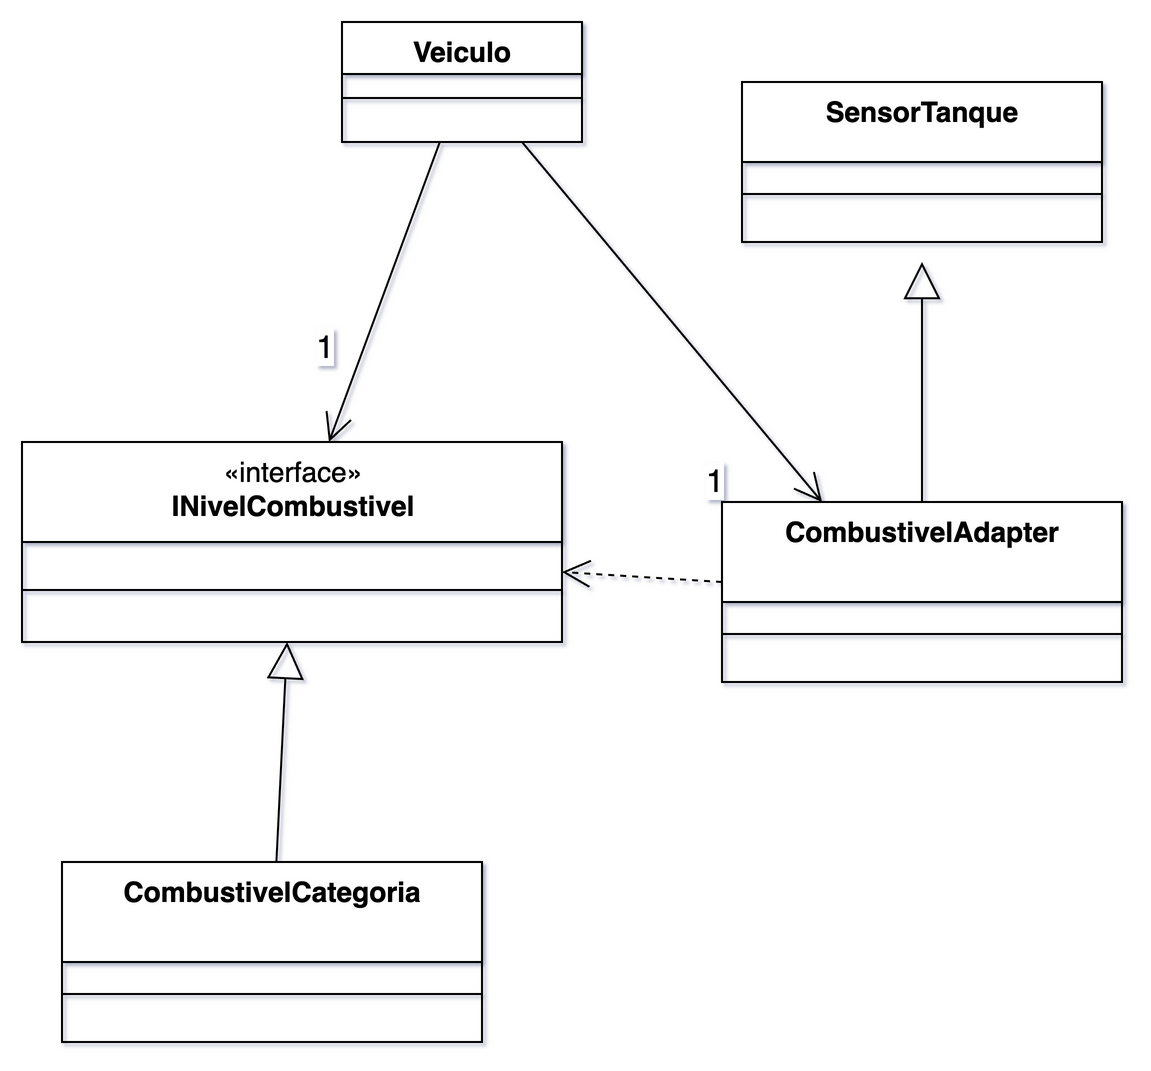 Veiculo
SensorTanque
1
«interface»
INivelCombustivel
1
CombustivelAdapter
CombustivelCategoria